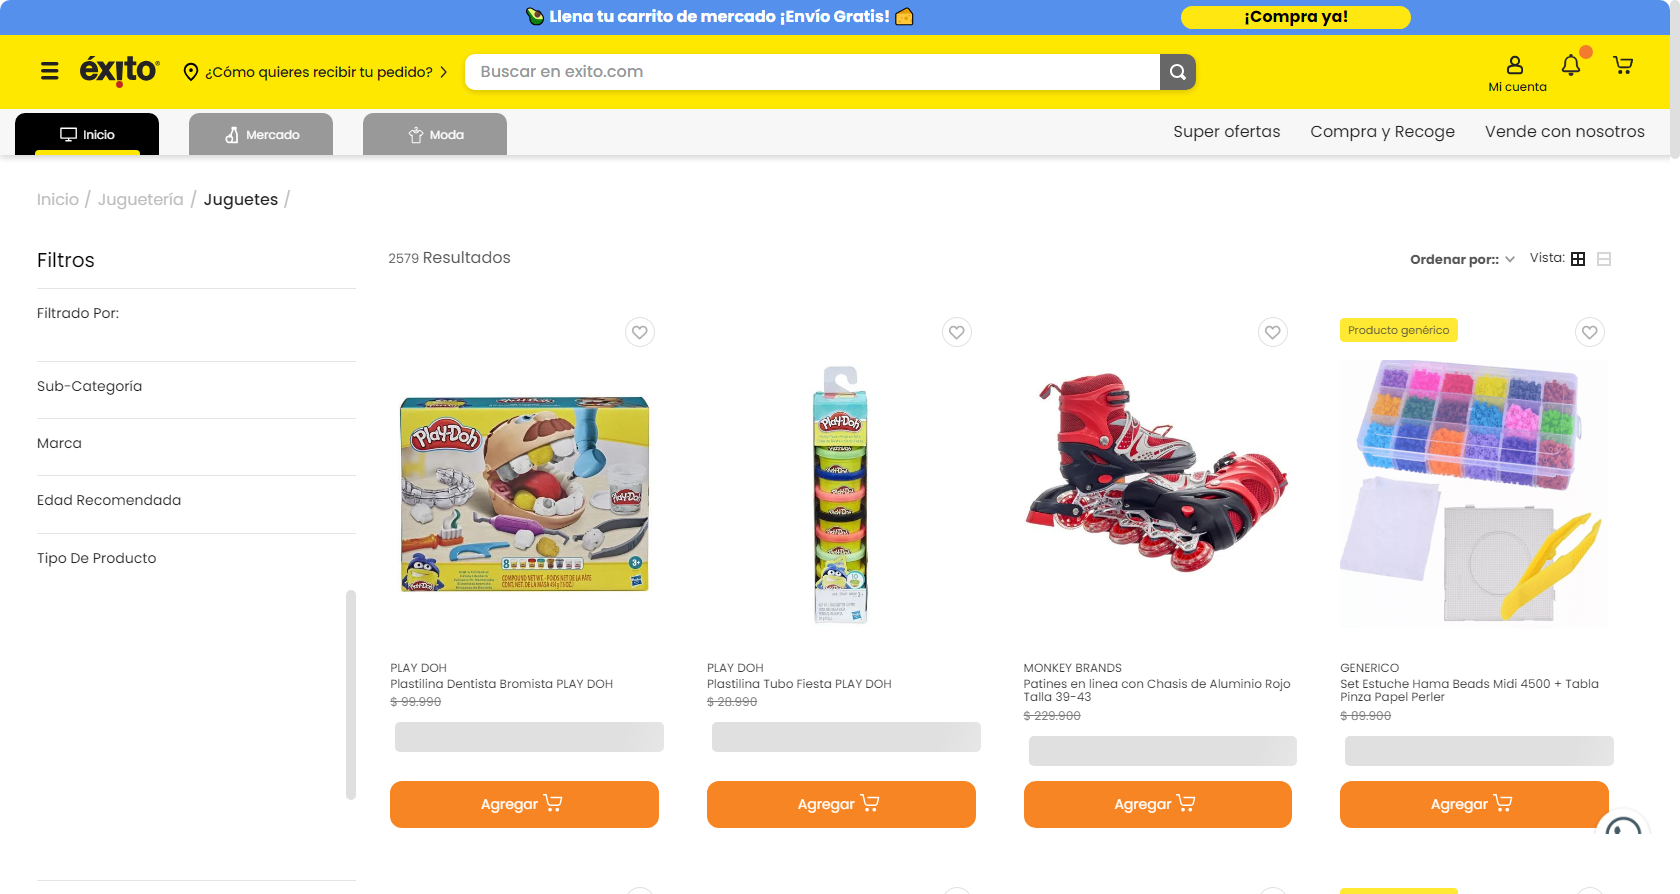 Llena tu carrito de mercado ¡Envío Gratis!
¡Compra ya!
éxito
¿Cómo quieres recibir tu pedido?
Buscar en exito.com
Mi cuenta
Inicio
Mercado
Moda
Super ofertas
Compra y Recoge
Vende con nosotros
Inicio / Juguetería / Juguetes /
Filtros
2579 Resultados
Ordenar por::
Vista:
Filtrado Por:
Sub-Categoría
Marca
Edad Recomendada
Tipo De Producto
Producto genérico
Play-Doh
Play-Doh
PLAY DOH
Plastilina Dentista Bromista PLAY DOH
$ 99.990
Agregar
PLAY DOH
Plastilina Tubo Fiesta PLAY DOH
$ 28.990
Agregar
MONKEY BRANDS
Patines en linea con Chasis de Aluminio Rojo
Talla 39-43
$ 229.900
Agregar
GENERICO
Set Estuche Hama Beads Midi 4500 + Tabla
Pinza Papel Perler
$ 89.900
Agregar